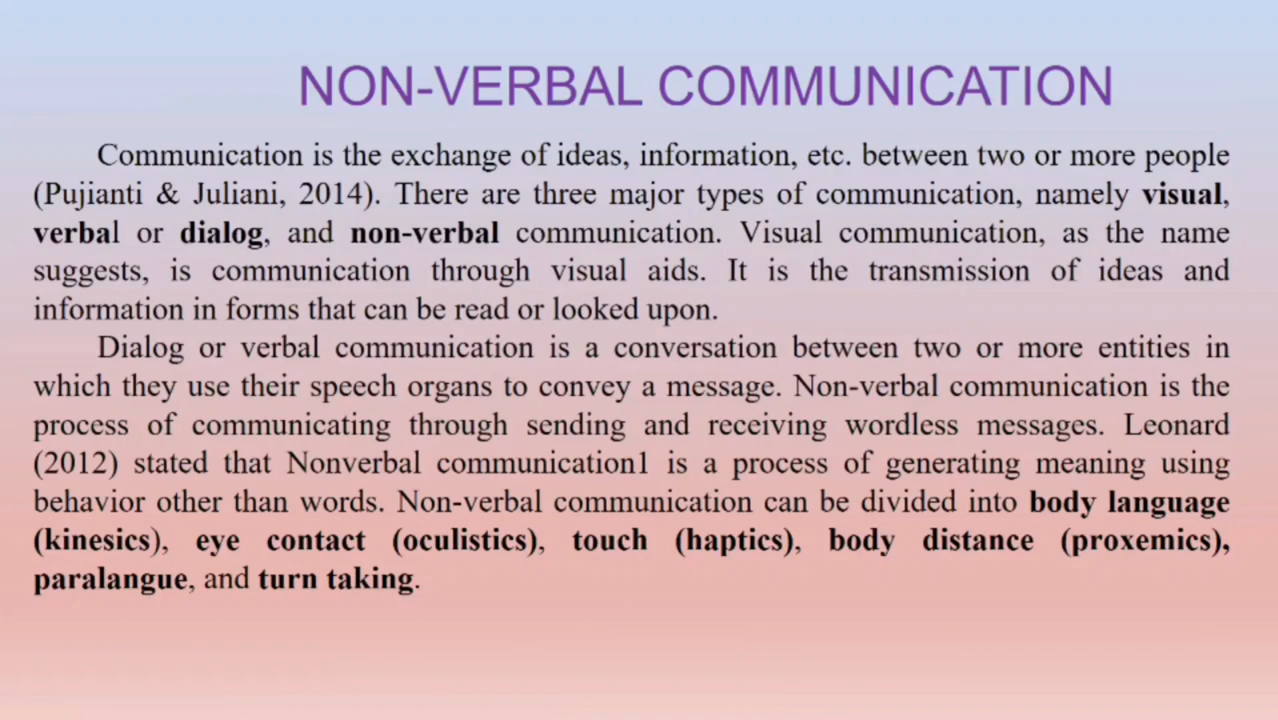 NON-VERBAL COMMUNICATION
Communication is the exchange of ideas, information, etc. between two or more people
(Pujianti & Juliani, 2014). There are three major types of communication, namely visual,
verbal or dialog, and non-verbal communication. Visual communication, as the name
suggests, is communication through visual aids. It is the transmission of ideas and
information in forms that can be read or looked upon.
Dialog or verbal communication is a conversation between two or more entities in
which they use their speech organs to convey a message. Non-verbal communication is the
process of communicating through sending and receiving wordless messages. Leonard
(2012) stated that Nonverbal communication1 is a process of generating meaning using
behavior other than words. Non-verbal communication can be divided into body language
(kinesics), eye contact (oculistics), touch (haptics), body distance (proxemics),
paralangue, and turn taking.